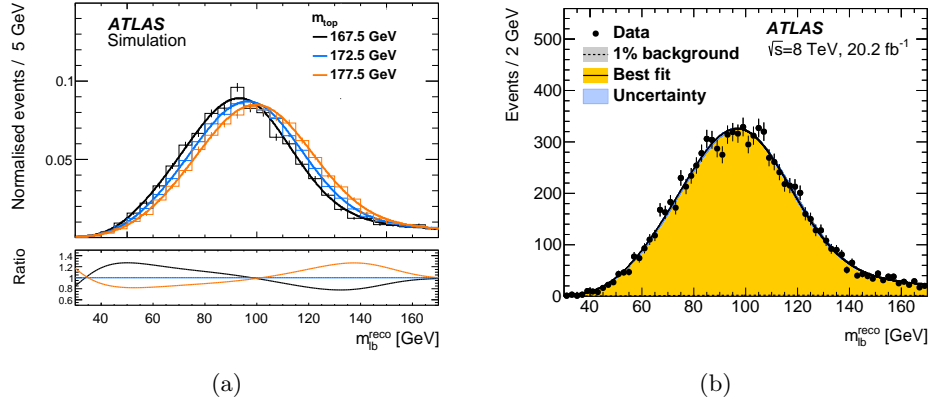 ATLAS
Simulation
m_top
167.5 GeV
172.5 GeV
177.5 GeV
Normalised events / 5 GeV
0.1
0.05
Ratio
1.4
1.2
1
0.8
0.6
40 60 80 100 120 140 160
m_lb^reco [GeV]
(a)
ATLAS
√s=8 TeV, 20.2 fb⁻¹
Data
1% background
Best fit
Uncertainty
Events / 2 GeV
500
400
300
200
100
0
40 60 80 100 120 140 160
m_lb^reco [GeV]
(b)